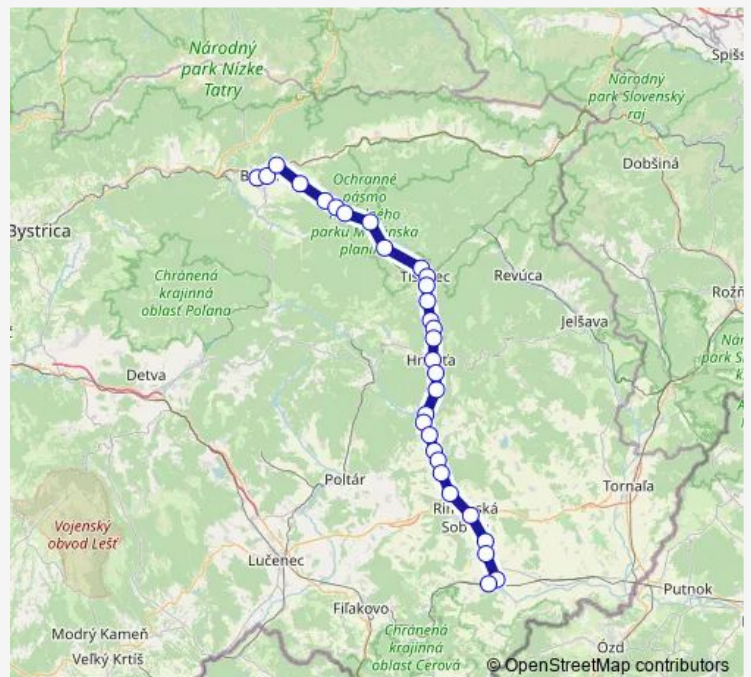 Národný
park Nízke
Tatry
Národný
park Slovenský
raj
Spišs
Dobšiná
Ochranné
pásmo
parku
planin
Bystrica
Revúca
Rožň
Chránená
krajinná
oblasť Poľana
Jelšava
Detva
Poltár
Tornaľa
Vojenský
obvod Lešť
Lučenec
Putnok
Fiľakovo
Modrý Kameň
Veľký Krtíš
Chránená
krajinná
oblasť Cerová
Ózd
© OpenStreetMap contributors